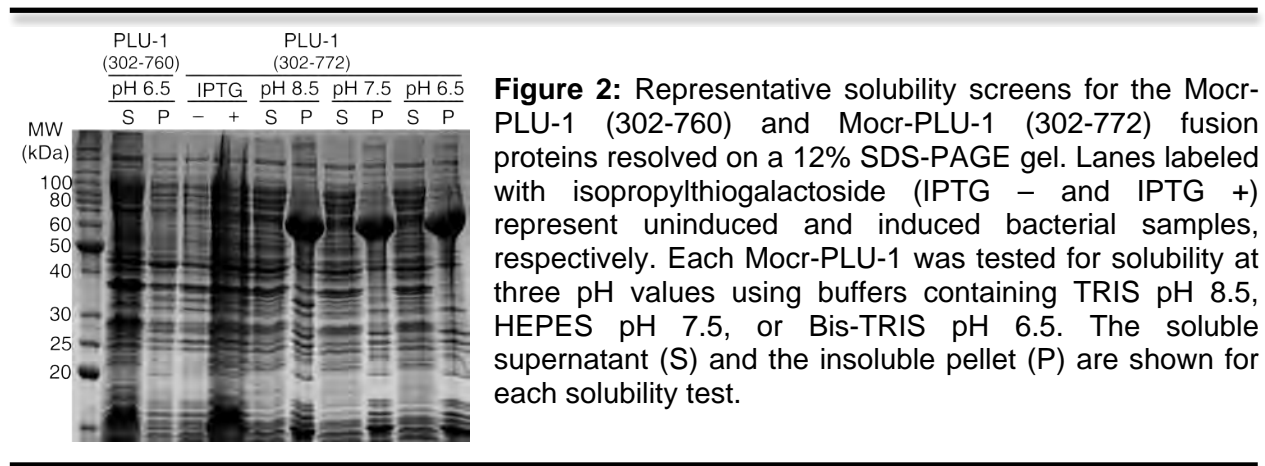 PLU-1 PLU-1
(302-760) (302-772)
pH 6.5 IPTG pH 8.5 pH 7.5 pH 6.5
S P – + S P S P S P
MW
(kDa)
100
80
60
50
40
30
25
20
Figure 2: Representative solubility screens for the Mocr-
PLU-1 (302-760) and Mocr-PLU-1 (302-772) fusion
proteins resolved on a 12% SDS-PAGE gel. Lanes labeled
with isopropylthiogalactoside (IPTG – and IPTG +)
represent uninduced and induced bacterial samples,
respectively. Each Mocr-PLU-1 was tested for solubility at
three pH values using buffers containing TRIS pH 8.5,
HEPES pH 7.5, or Bis-TRIS pH 6.5. The soluble
supernatant (S) and the insoluble pellet (P) are shown for
each solubility test.